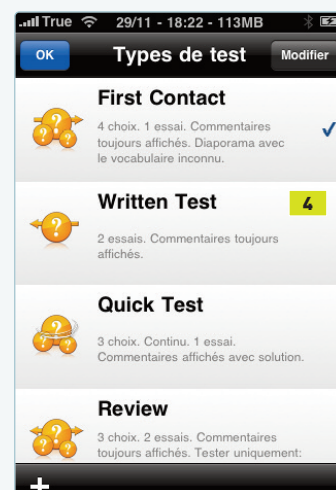 True 29/11 - 18:22 - 113MB
OK Types de test Modifier
First Contact
4 choix. 1 essai. Commentaires
toujours affichés. Diaporama avec
le vocabulaire inconnu.
Written Test
4
2 essais. Commentaires toujours
affichés.
Quick Test
3 choix. Continu. 1 essai.
Commentaires affichés avec solution.
Review
3 choix. 2 essais. Commentaires
toujours affichés. Tester uniquement:
+